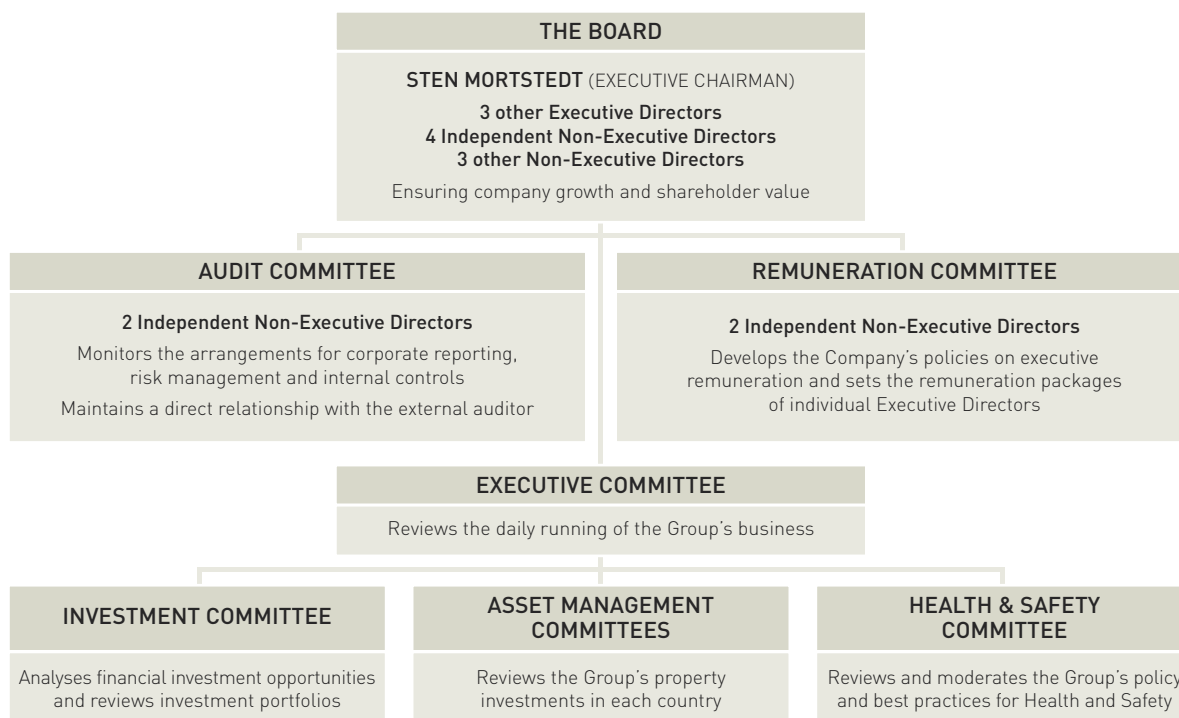 THE BOARD
STEN MORTSTEDT (EXECUTIVE CHAIRMAN)
3 other Executive Directors
4 Independent Non-Executive Directors
3 other Non-Executive Directors
Ensuring company growth and shareholder value
AUDIT COMMITTEE
2 Independent Non-Executive Directors
Monitors the arrangements for corporate reporting,
risk management and internal controls
Maintains a direct relationship with the external auditor
REMUNERATION COMMITTEE
2 Independent Non-Executive Directors
Develops the Company’s policies on executive
remuneration and sets the remuneration packages
of individual Executive Directors
EXECUTIVE COMMITTEE
Reviews the daily running of the Group’s business
INVESTMENT COMMITTEE
Analyses financial investment opportunities
and reviews investment portfolios
ASSET MANAGEMENT
COMMITTEES
Reviews the Group’s property
investments in each country
HEALTH & SAFETY
COMMITTEE
Reviews and moderates the Group’s policy
and best practices for Health and Safety